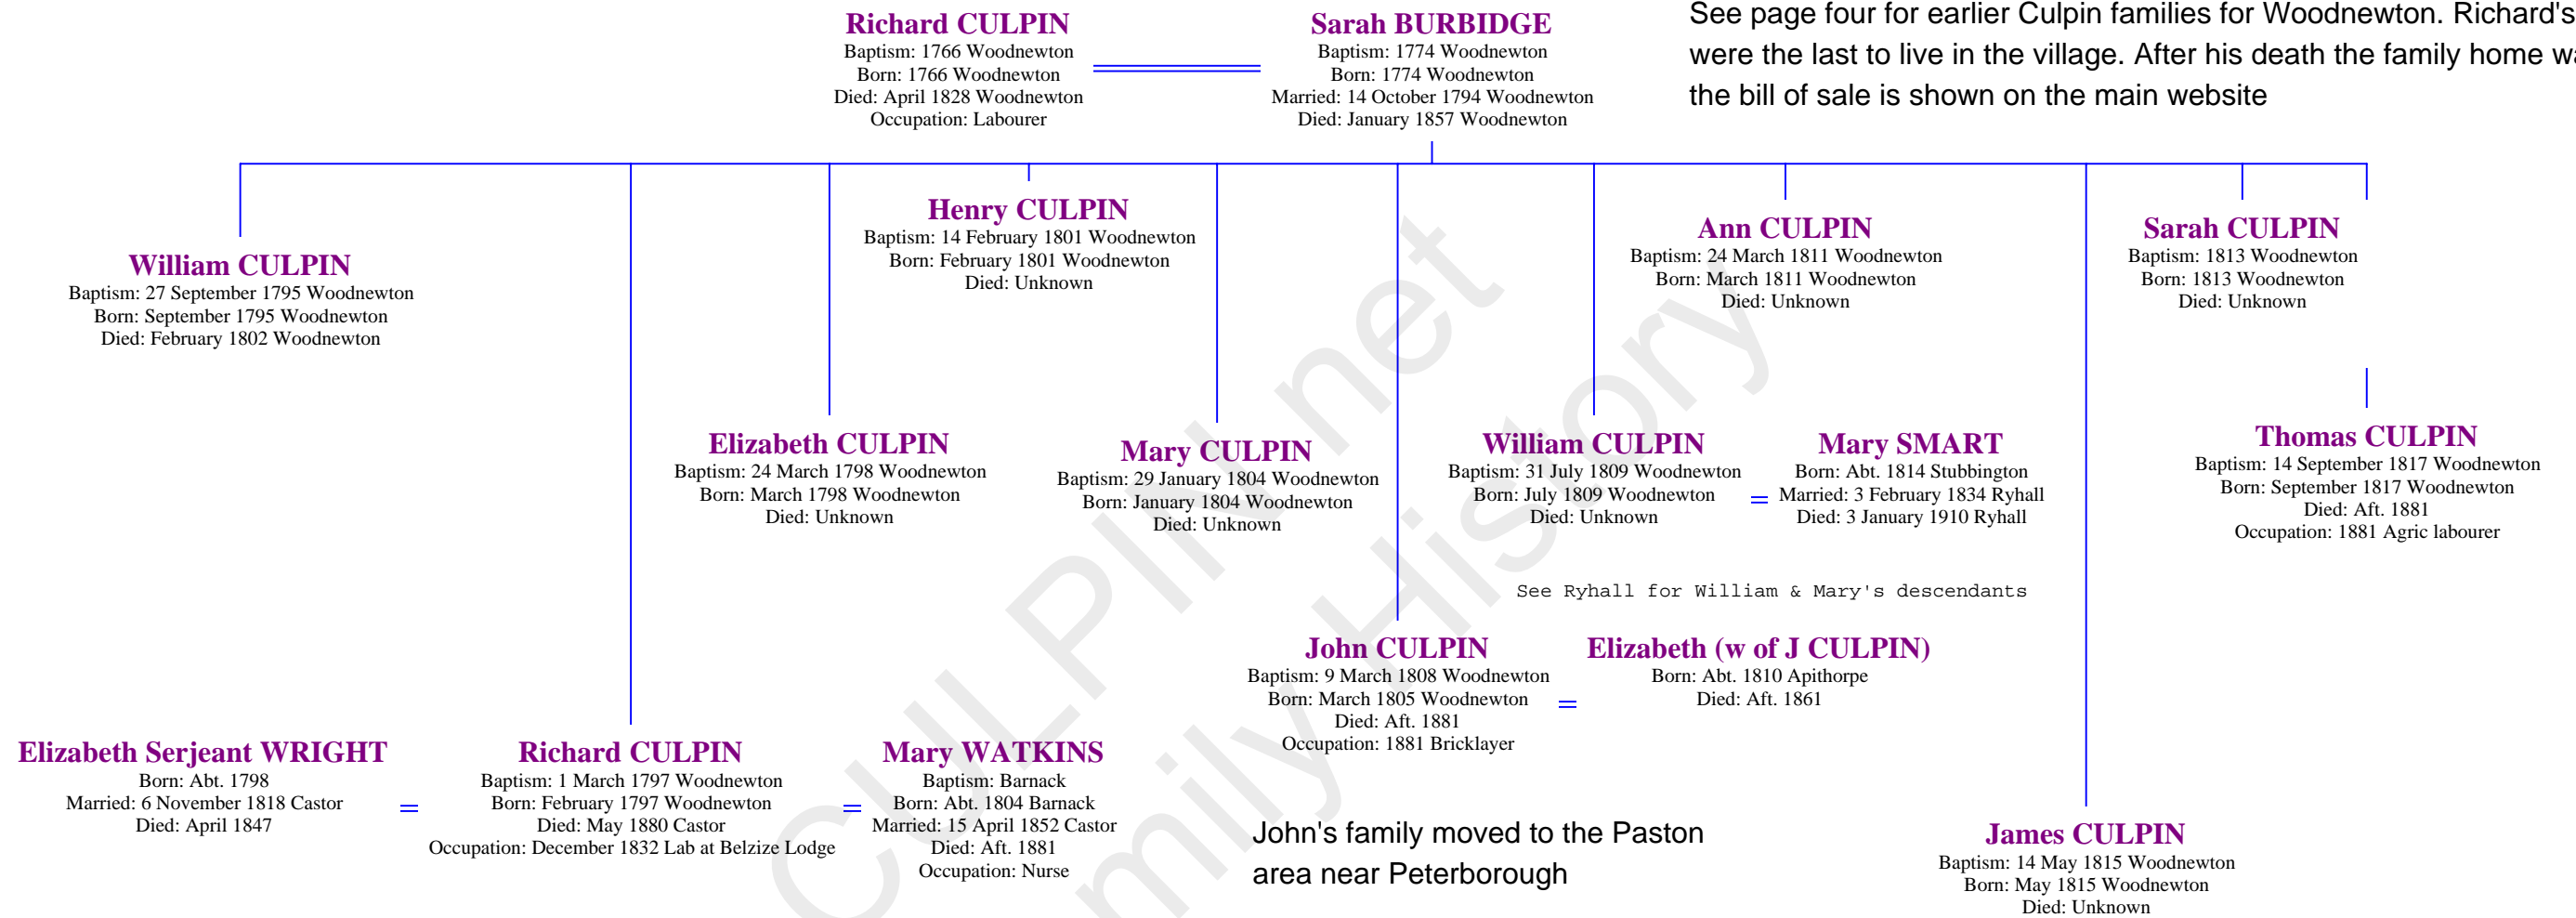 Richard CULPIN
Baptism: 1766 Woodnewton
Born: 1766 Woodnewton
Died: April 1828 Woodnewton
Occupation: Labourer
Sarah BURBIDGE
Baptism: 1774 Woodnewton
Born: 1774 Woodnewton
Married: 14 October 1794 Woodnewton
Died: January 1857 Woodnewton
See page four for earlier Culpin families for Woodnewton. Richard's
were the last to live in the village. After his death the family home
the bill of sale is shown on the main website
William CULPIN
Baptism: 27 September 1795 Woodnewton
Born: September 1795 Woodnewton
Died: February 1802 Woodnewton
Henry CULPIN
Baptism: 14 February 1801 Woodnewton
Born: February 1801 Woodnewton
Died: Unknown
Ann CULPIN
Baptism: 24 March 1811 Woodnewton
Born: March 1811 Woodnewton
Died: Unknown
Sarah CULPIN
Baptism: 1813 Woodnewton
Born: 1813 Woodnewton
Died: Unknown
Elizabeth CULPIN
Baptism: 24 March 1798 Woodnewton
Born: March 1798 Woodnewton
Died: Unknown
Mary CULPIN
Baptism: 29 January 1804 Woodnewton
Born: January 1804 Woodnewton
Died: Unknown
William CULPIN
Baptism: 31 July 1809 Woodnewton
Born: July 1809 Woodnewton
Died: Unknown
=
Mary SMART
Born: Abt. 1814 Stubbington
Married: 3 February 1834 Ryhall
Died: 3 January 1910 Ryhall
Thomas CULPIN
Baptism: 14 September 1817 Woodnewton
Born: September 1817 Woodnewton
Died: Aft. 1881
Occupation: 1881 Agric labourer
See Ryhall for William & Mary's descendants
John CULPIN
Baptism: 9 March 1808 Woodnewton
Born: March 1805 Woodnewton
Died: Aft. 1881
Occupation: 1881 Bricklayer
=
Elizabeth (w of J CULPIN)
Born: Abt. 1810 Apithorpe
Died: Aft. 1861
Elizabeth Serjeant WRIGHT
Born: Abt. 1798
Married: 6 November 1818 Castor
Died: April 1847
=
Richard CULPIN
Baptism: 1 March 1797 Woodnewton
Born: February 1797 Woodnewton
Died: May 1880 Castor
Occupation: December 1832 Lab at Belzize Lodge
=
Mary WATKINS
Baptism: Barnack
Born: Abt. 1804 Barnack
Married: 15 April 1852 Castor
Died: Aft. 1881
Occupation: Nurse
John's family moved to the Paston
area near Peterborough
James CULPIN
Baptism: 14 May 1815 Woodnewton
Born: May 1815 Woodnewton
Died: Unknown
CULPIN net
History